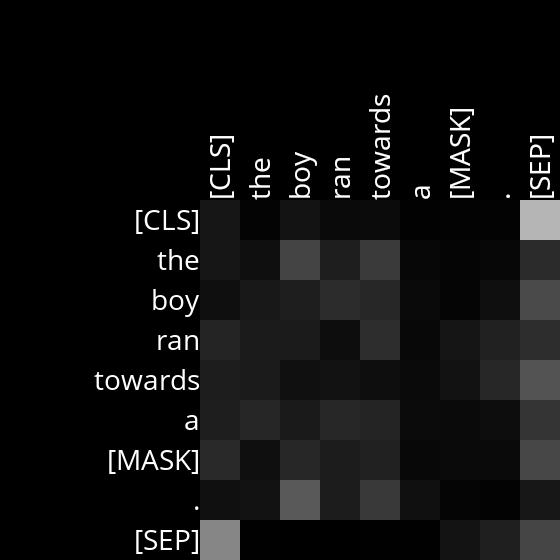 [CLS] the boy ran towards a [MASK] . [SEP]
[CLS]
the
boy
ran
towards
a
[MASK]
.
[SEP]